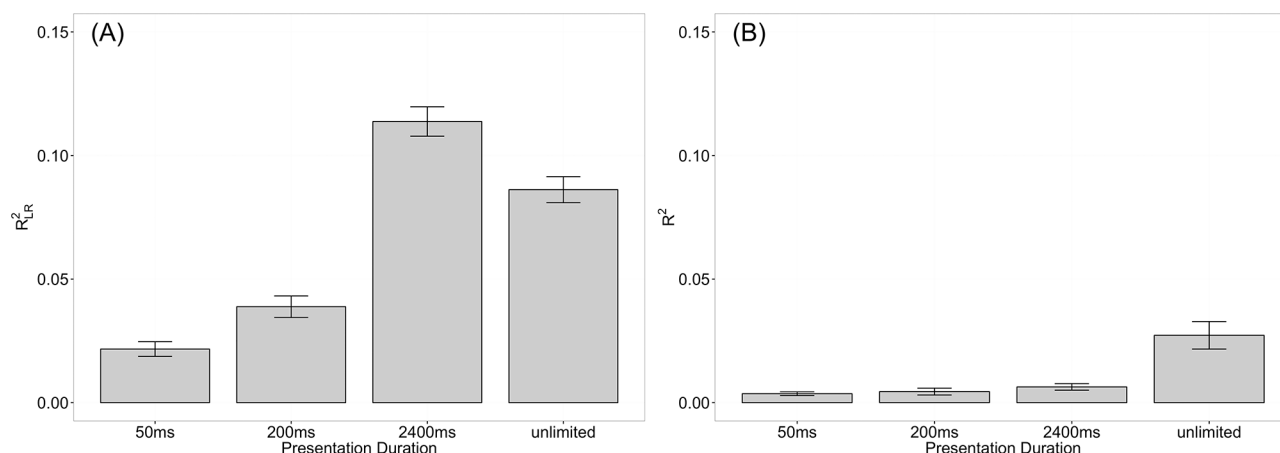 (A)
0.15
0.10
0.05
0.00
R²LR
50ms 200ms 2400ms unlimited
Presentation Duration
(B)
0.15
0.10
0.05
0.00
R²
50ms 200ms 2400ms unlimited
Presentation Duration